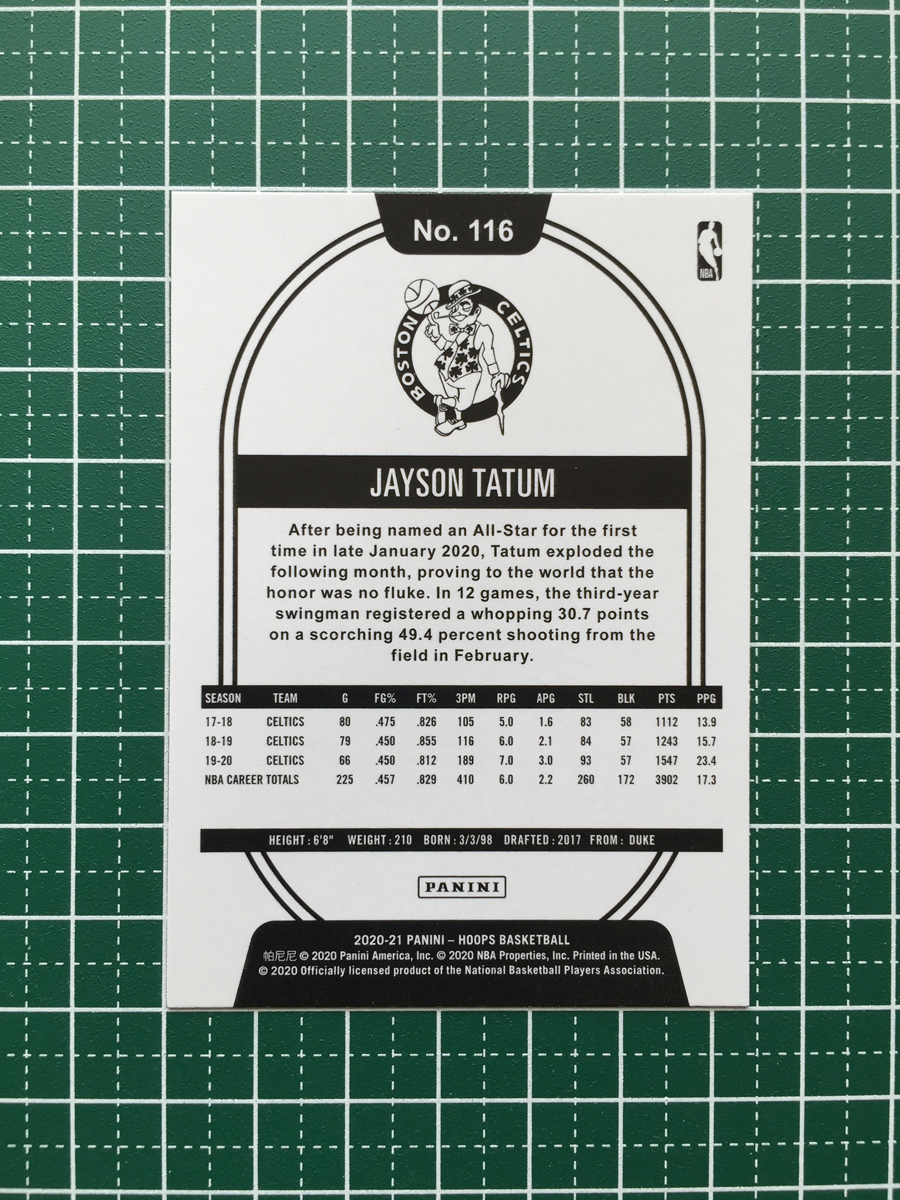 No. 116
NBA
BOSTON CELTICS
JAYSON TATUM
After being named an All-Star for the first
time in late January 2020, Tatum exploded the
following month, proving to the world that the
honor was no fluke. In 12 games, the third-year
swingman registered a whopping 30.7 points
on a scorching 49.4 percent shooting from the
field in February.
SEASON TEAM G FG% FT% 3PM RPG APG STL BLK PTS PPG
17-18 CELTICS 80 .475 .826 105 5.0 1.6 83 58 1112 13.9
18-19 CELTICS 79 .450 .855 116 6.0 2.1 84 57 1243 15.7
19-20 CELTICS 66 .450 .812 189 7.0 3.0 93 57 1547 23.4
NBA CAREER TOTALS 225 .457 .829 410 6.0 2.2 260 172 3902 17.3
HEIGHT: 6'8" WEIGHT: 210 BORN: 3/3/98 DRAFTED: 2017 FROM: DUKE
PANINI
2020-21 PANINI – HOOPS BASKETBALL
帕尼尼 © 2020 Panini America, Inc. © 2020 NBA Properties, Inc. Printed in the USA.
© 2020 Officially licensed product of the National Basketball Players Association.